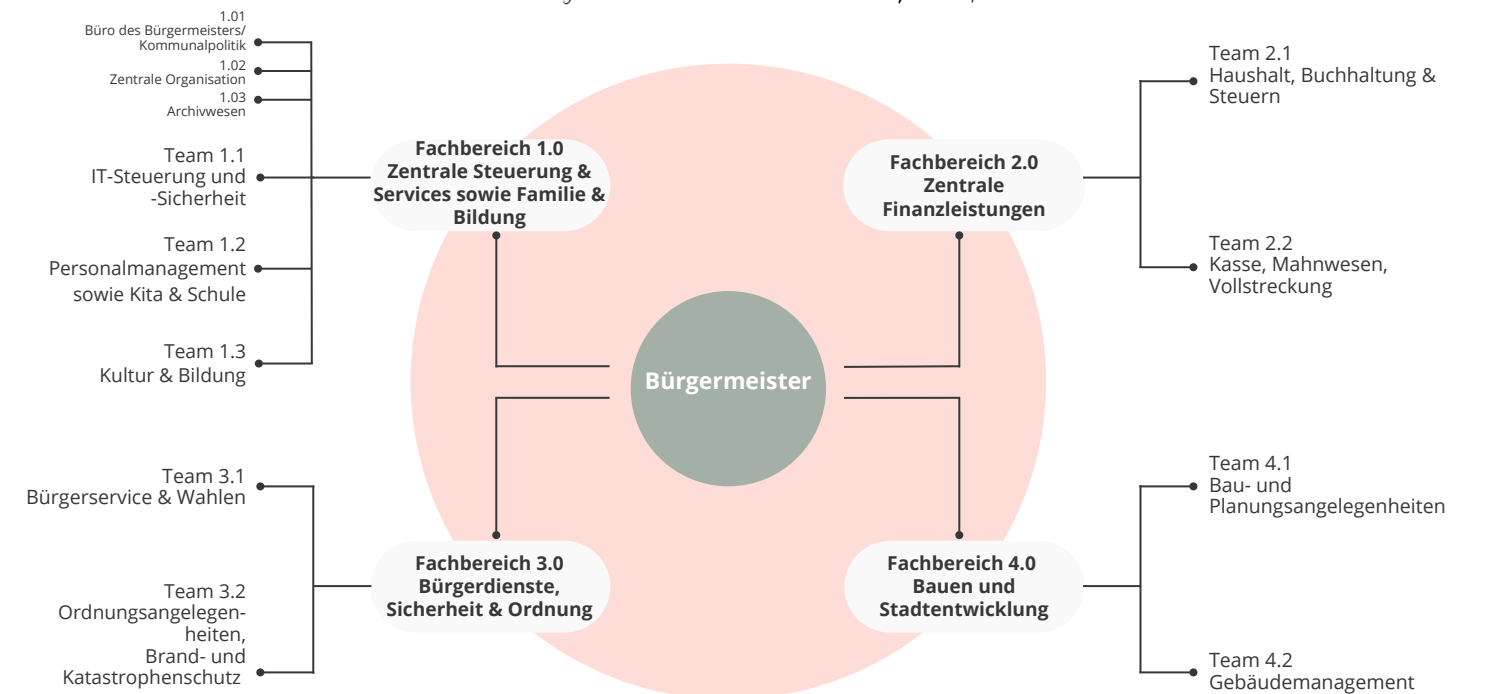 1.01
Büro des Bürgermeisters/
Kommunalpolitik
1.02
Zentrale Organisation
1.03
Archivwesen
Team 1.1
IT-Steuerung und
-Sicherheit
Team 1.2
Personalmanagement
sowie Kita & Schule
Team 1.3
Kultur & Bildung
Fachbereich 1.0
Zentrale Steuerung &
Services sowie Familie &
Bildung
Fachbereich 2.0
Zentrale
Finanzleistungen
Team 2.1
Haushalt, Buchhaltung &
Steuern
Team 2.2
Kasse, Mahnwesen,
Vollstreckung
Bürgermeister
Team 3.1
Bürgerservice & Wahlen
Team 3.2
Ordnungsangelegen-
heiten,
Brand- und
Katastrophenschutz
Fachbereich 3.0
Bürgerdienste,
Sicherheit & Ordnung
Fachbereich 4.0
Bauen und
Stadtentwicklung
Team 4.1
Bau- und
Planungsangelegenheiten
Team 4.2
Gebäudemanagement